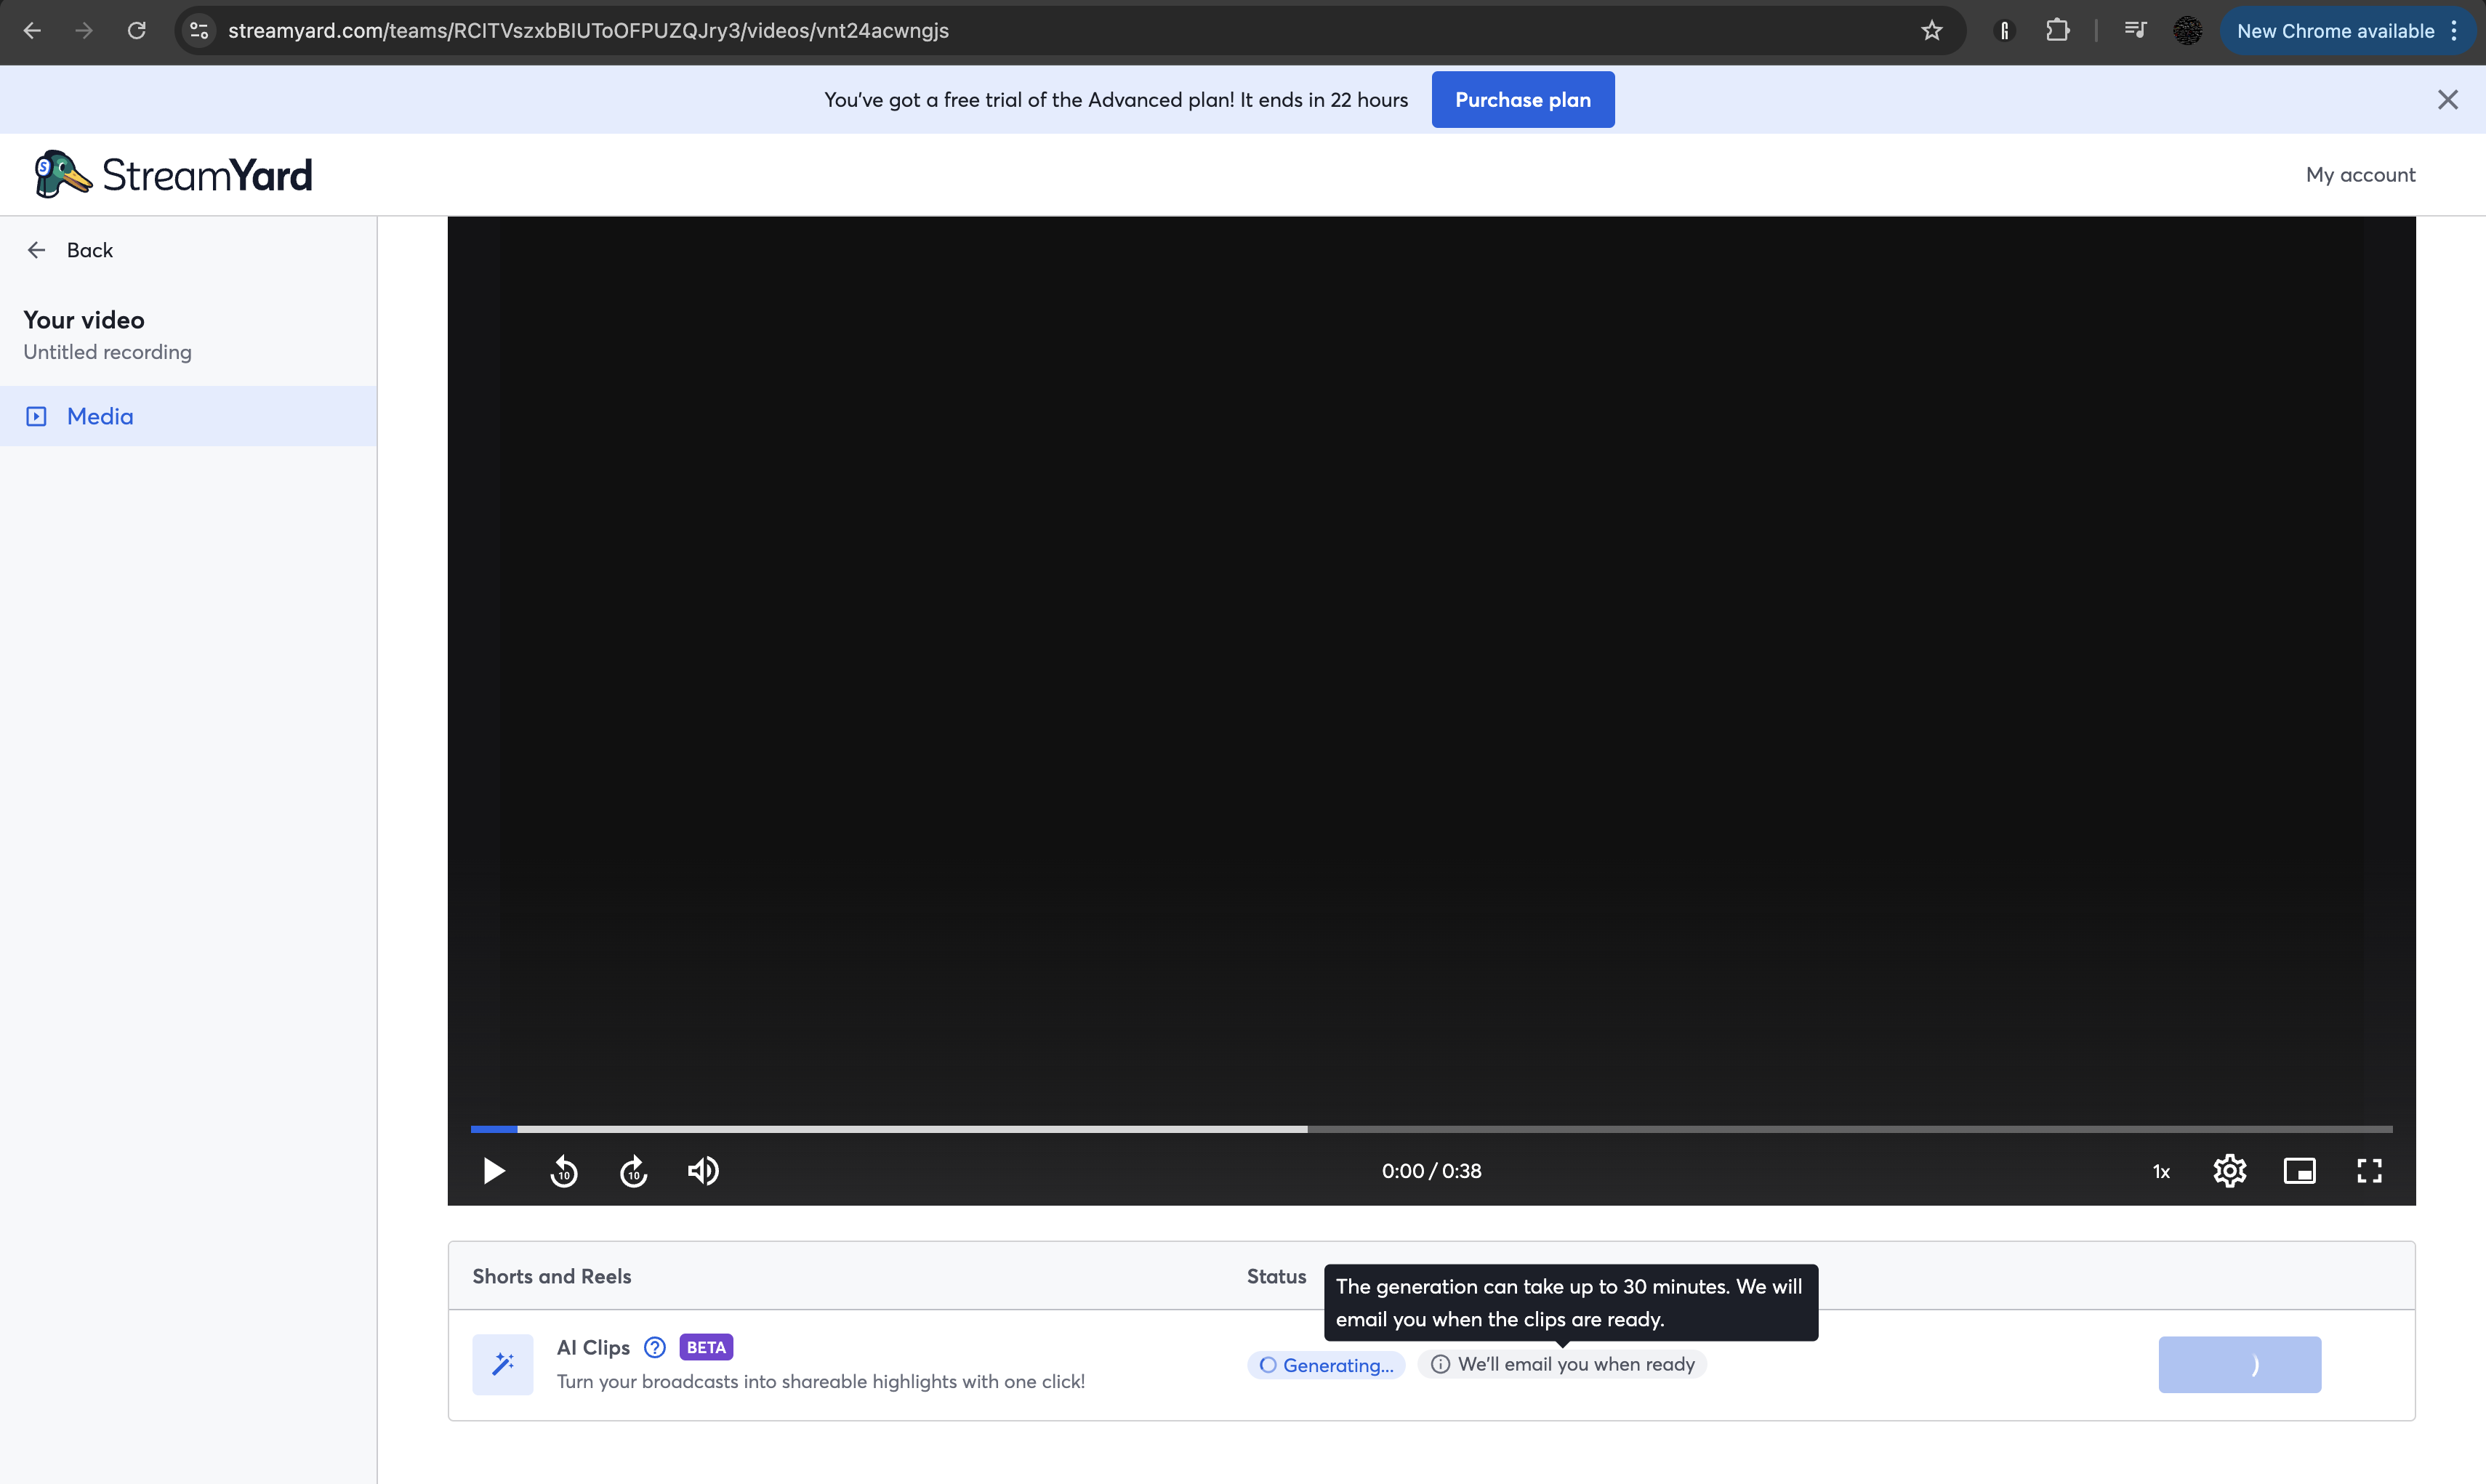 streamyard.com/teams/RCITVszxbBIUToOFPUZQJry3/videos/vnt24acwngjs
New Chrome available
You've got a free trial of the Advanced plan! It ends in 22 hours
Purchase plan
StreamYard
My account
Back
Your video
Untitled recording
Media
10
10
0:00 / 0:38
1x
Shorts and Reels
Status
The generation can take up to 30 minutes. We will
email you when the clips are ready.
AI Clips ? BETA
Turn your broadcasts into shareable highlights with one click!
Generating...
We'll email you when ready